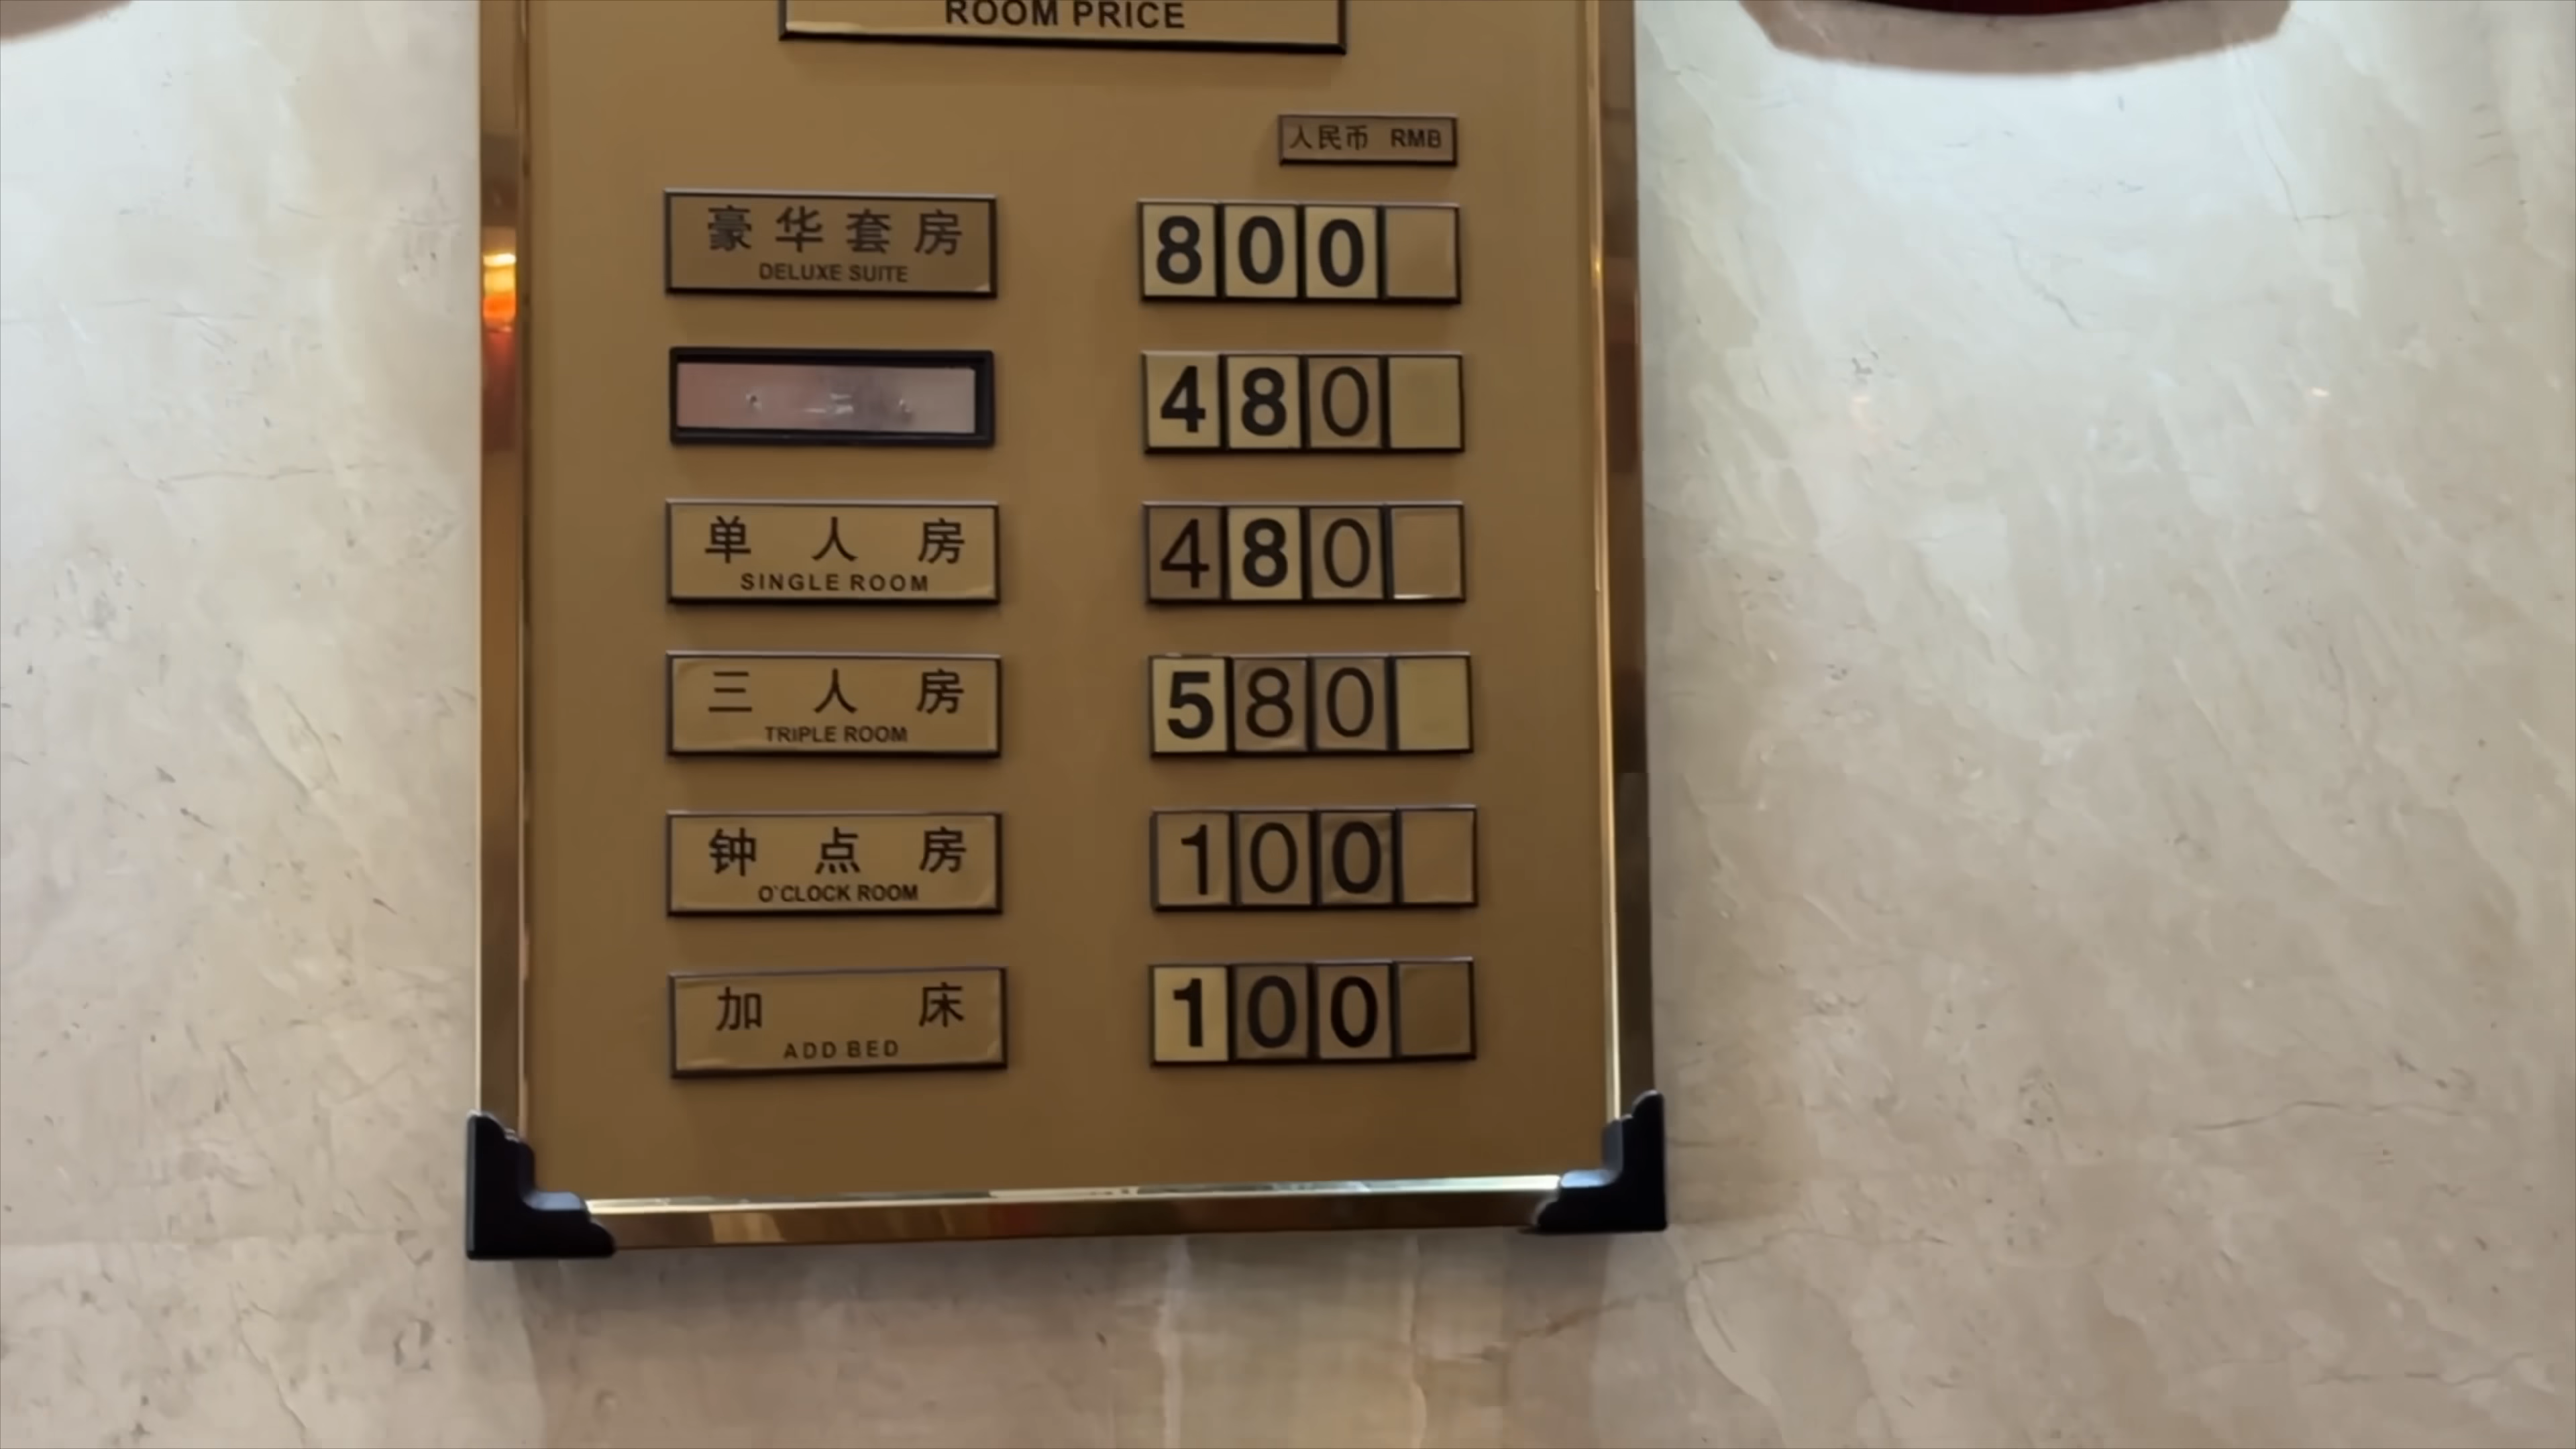 ROOM PRICE
人民币 RMB
豪华套房 800
DELUXE SUITE
480
单人房 480
SINGLE ROOM
三人房 580
TRIPLE ROOM
钟点房 100
O'CLOCK ROOM
加床 100
ADD BED